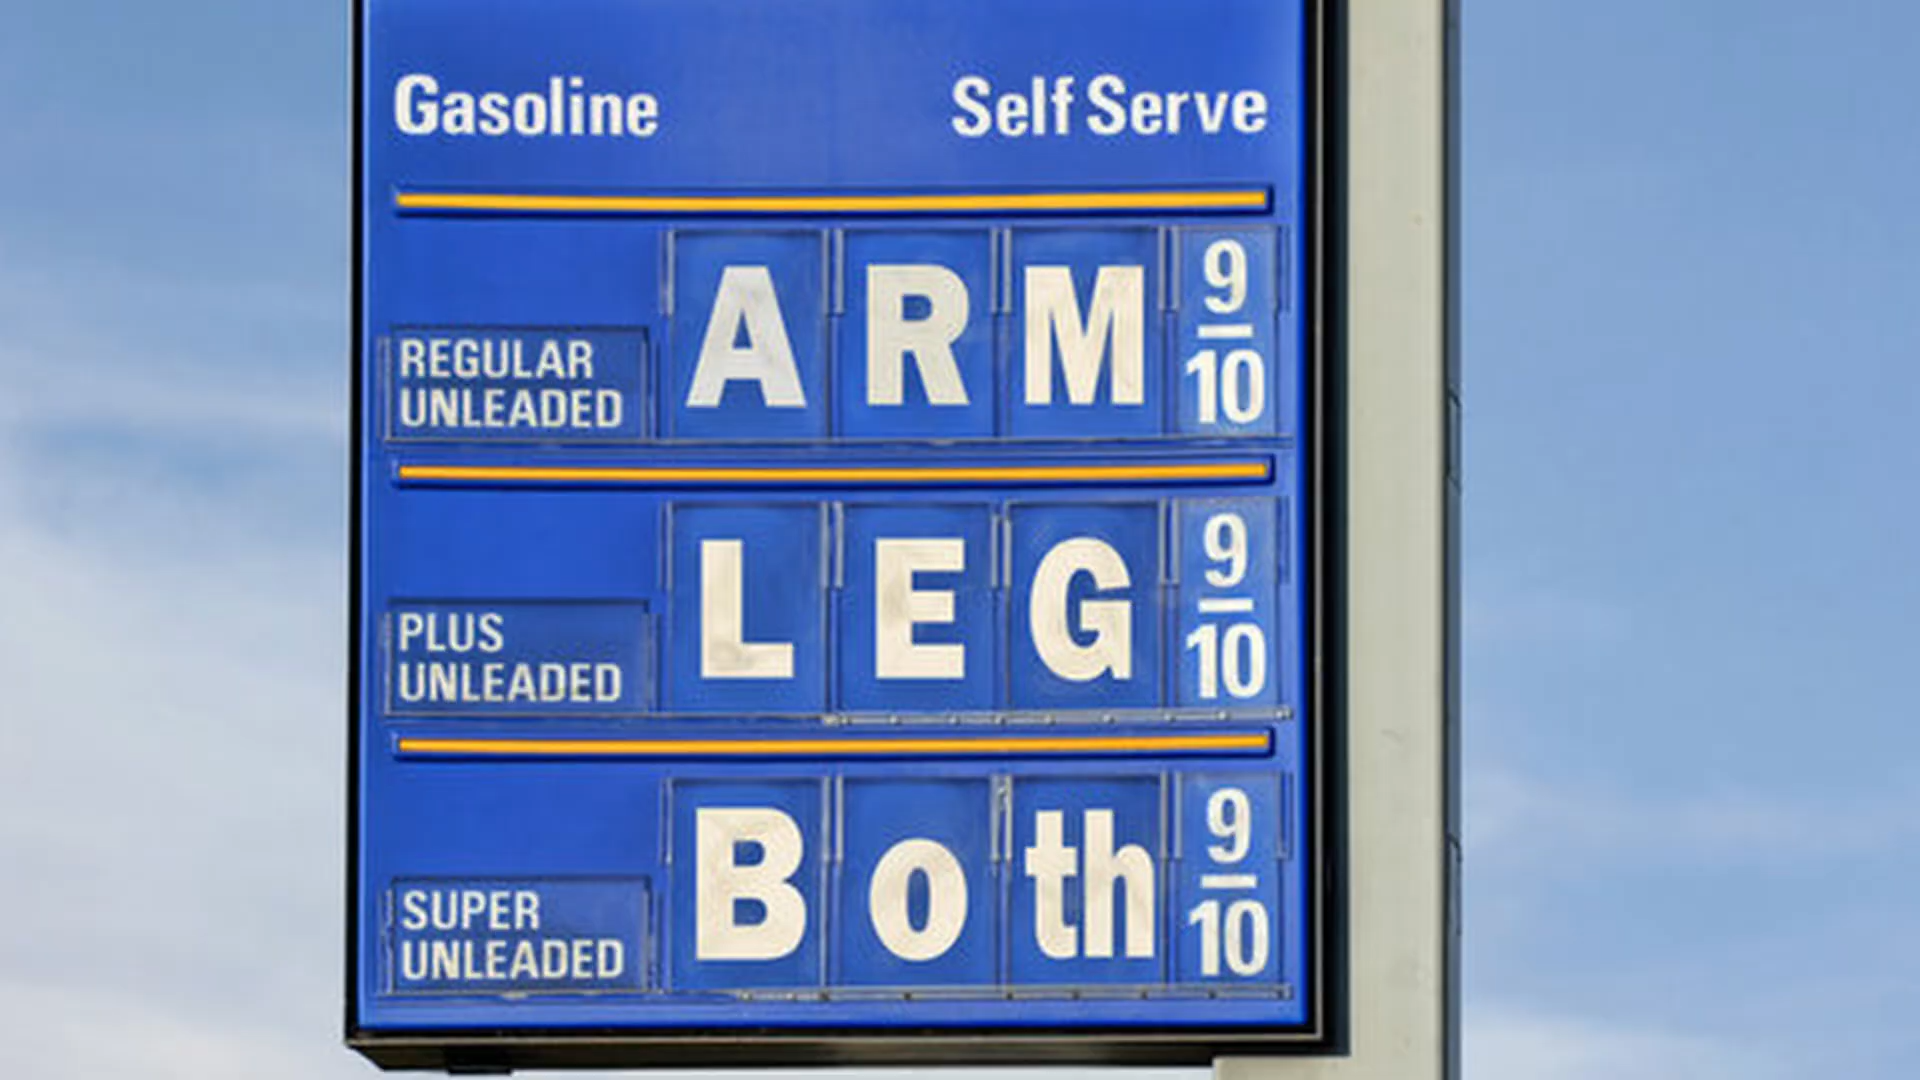 Gasoline Self Serve
ARM 9/10
REGULAR
UNLEADED
LEG 9/10
PLUS
UNLEADED
Both 9/10
SUPER
UNLEADED